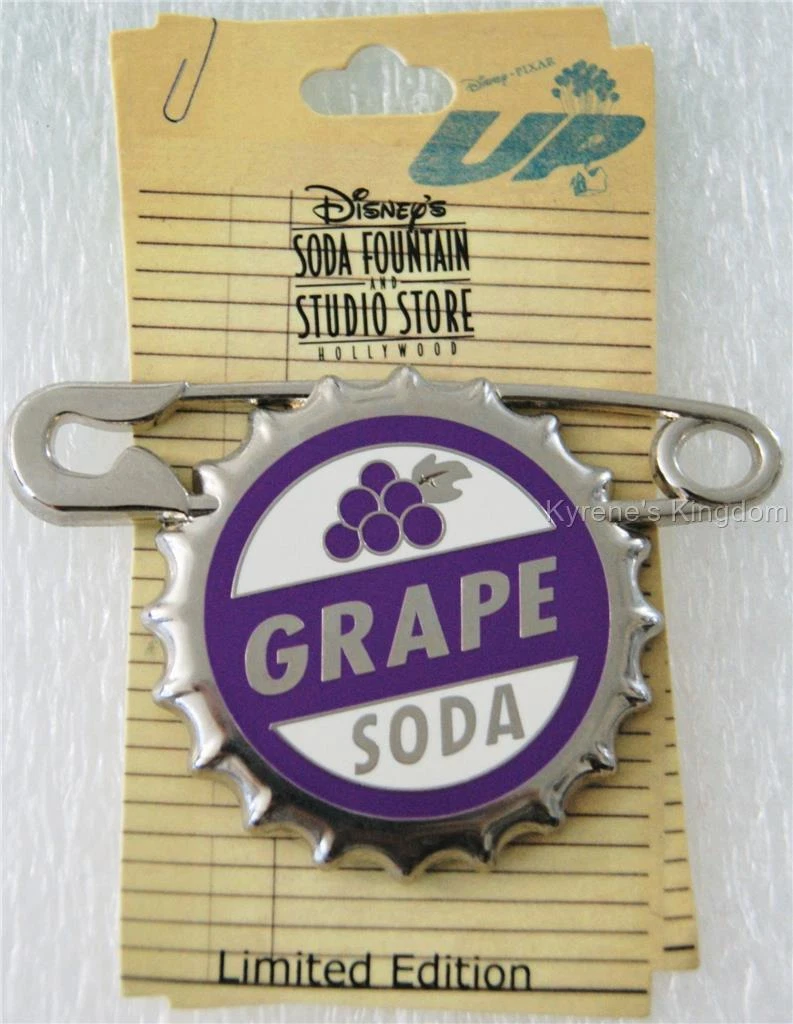 Disney·PIXAR
UP
Disney's
SODA FOUNTAIN
AND
STUDIO STORE
HOLLYWOOD
Kyrene's Kingdom
GRAPE
SODA
Limited Edition